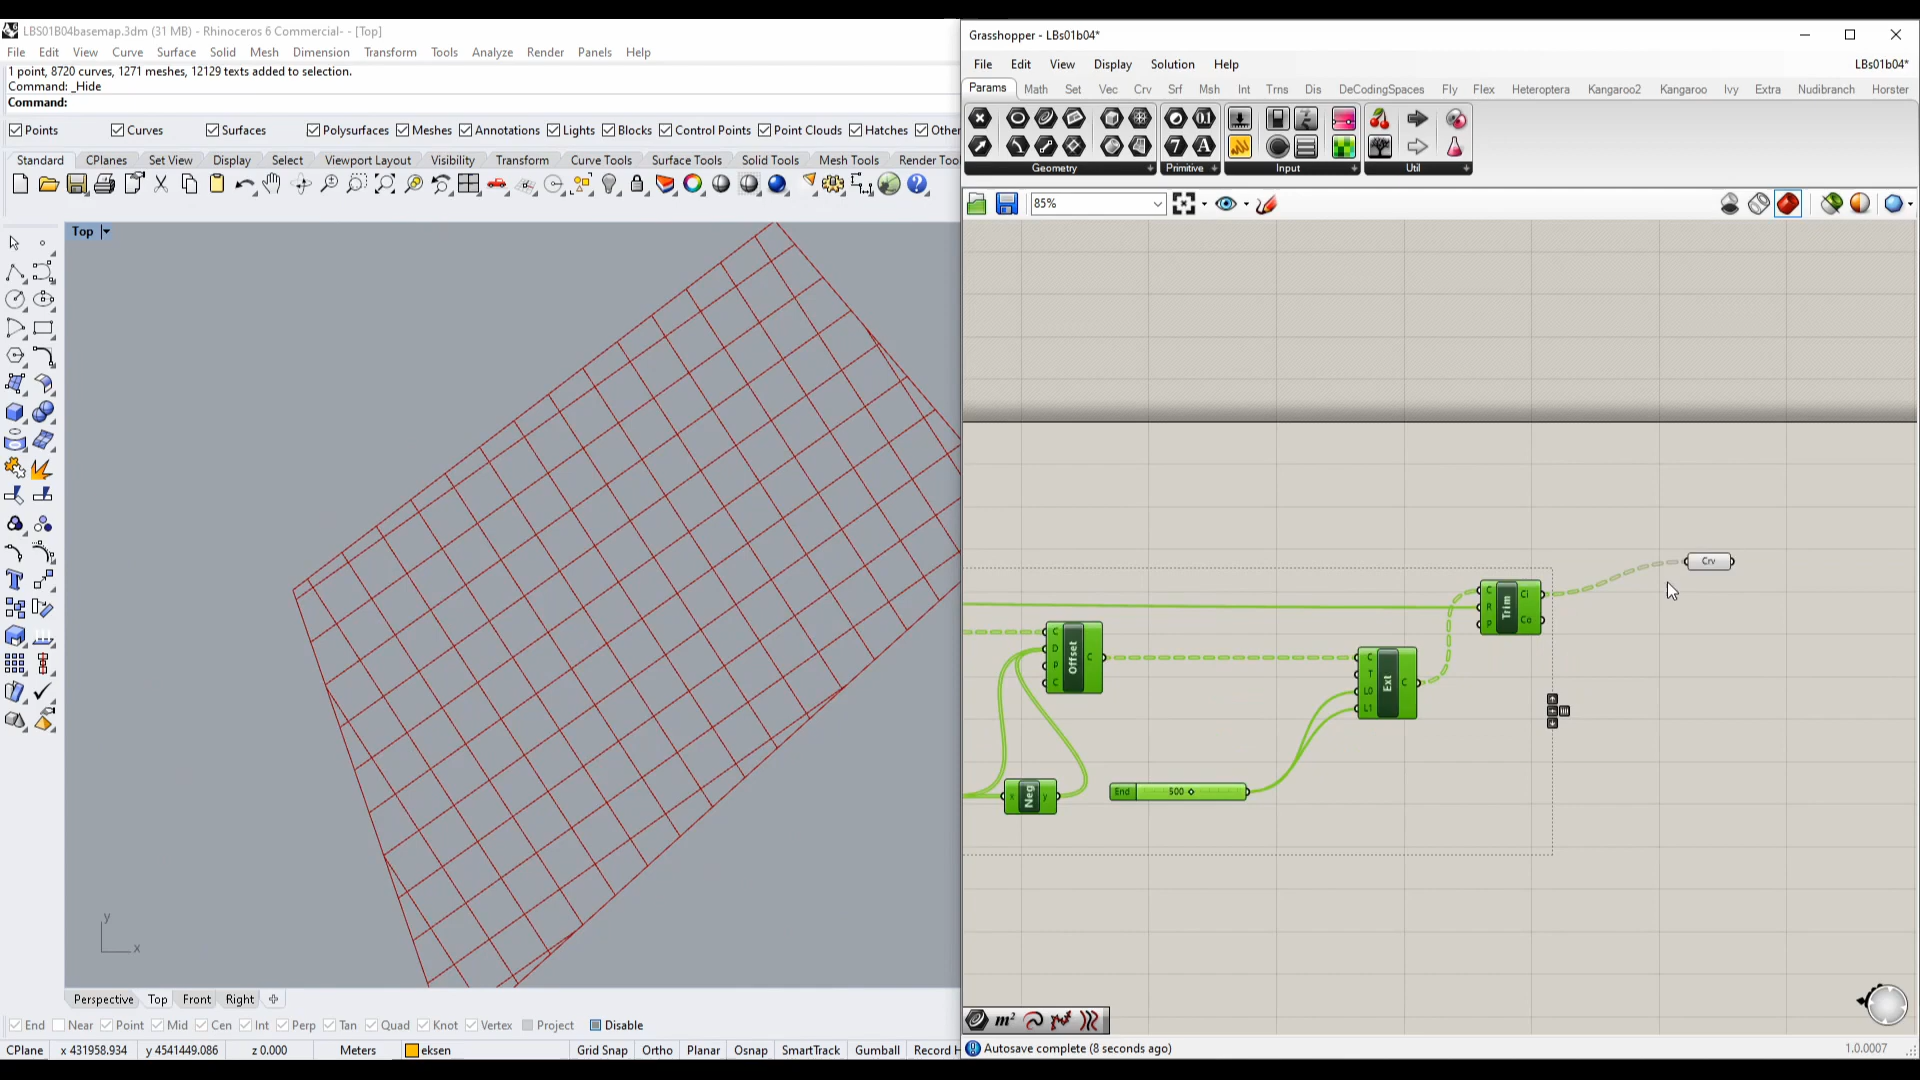 LBS01B04basemap.3dm (31 MB) - Rhinoceros 6 Commercial- - [Top]
File Edit View Curve Surface Solid Mesh Dimension Transform Tools Analyze Render Panels Help
1 point, 8720 curves, 1271 meshes, 12129 texts added to selection.
Command: _Hide
Command:
Points Curves Surfaces Polysurfaces Meshes Annotations Lights Blocks Control Points Point Clouds Hatches Other
Standard CPlanes Set View Display Select Viewport Layout Visibility Transform Curve Tools Surface Tools Solid Tools Mesh Tools Render Too
Top
y
x
Perspective Top Front Right
End Near Point Mid Cen Int Perp Tan Quad Knot Vertex Project Disable
CPlane x 431958.934 y 4541449.086 z 0.000 Meters eksen Grid Snap Ortho Planar Osnap SmartTrack Gumball Record H
Grasshopper - LBs01b04*
File Edit View Display Solution Help LBs01b04*
Params Math Set Vec Crv Srf Msh Int Trns Dis DeCodingSpaces Fly Flex Heteroptera Kangaroo2 Kangaroo Ivy Extra Nudibranch Horster
Geometry Primitive Input Util
85%
Crv
C R P Trim Ci Co
C D P C Offset C
C T L0 L1 Ext C
x Neg y
End 500
m²
Autosave complete (8 seconds ago) 1.0.0007